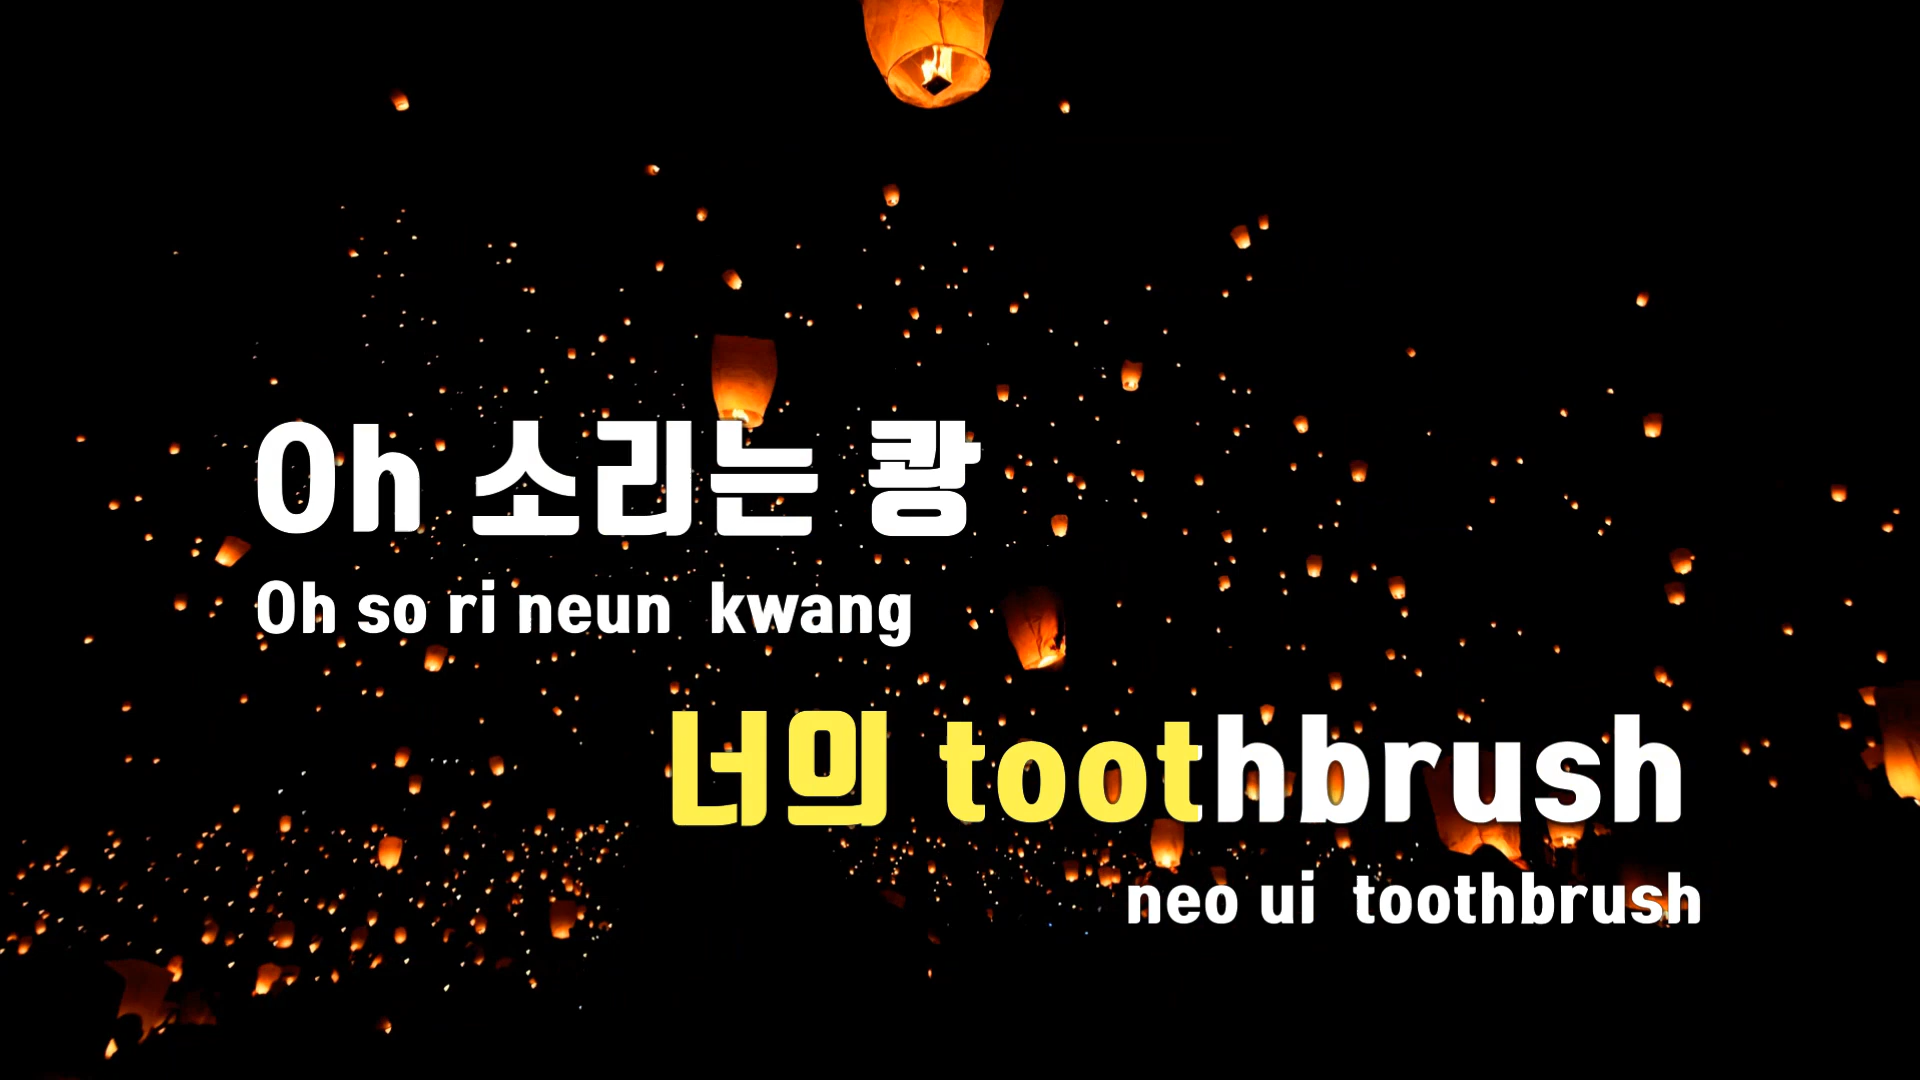 Oh 소리는 쾅
Oh so ri neun kwang
너의 toothbrush
neo ui toothbrush